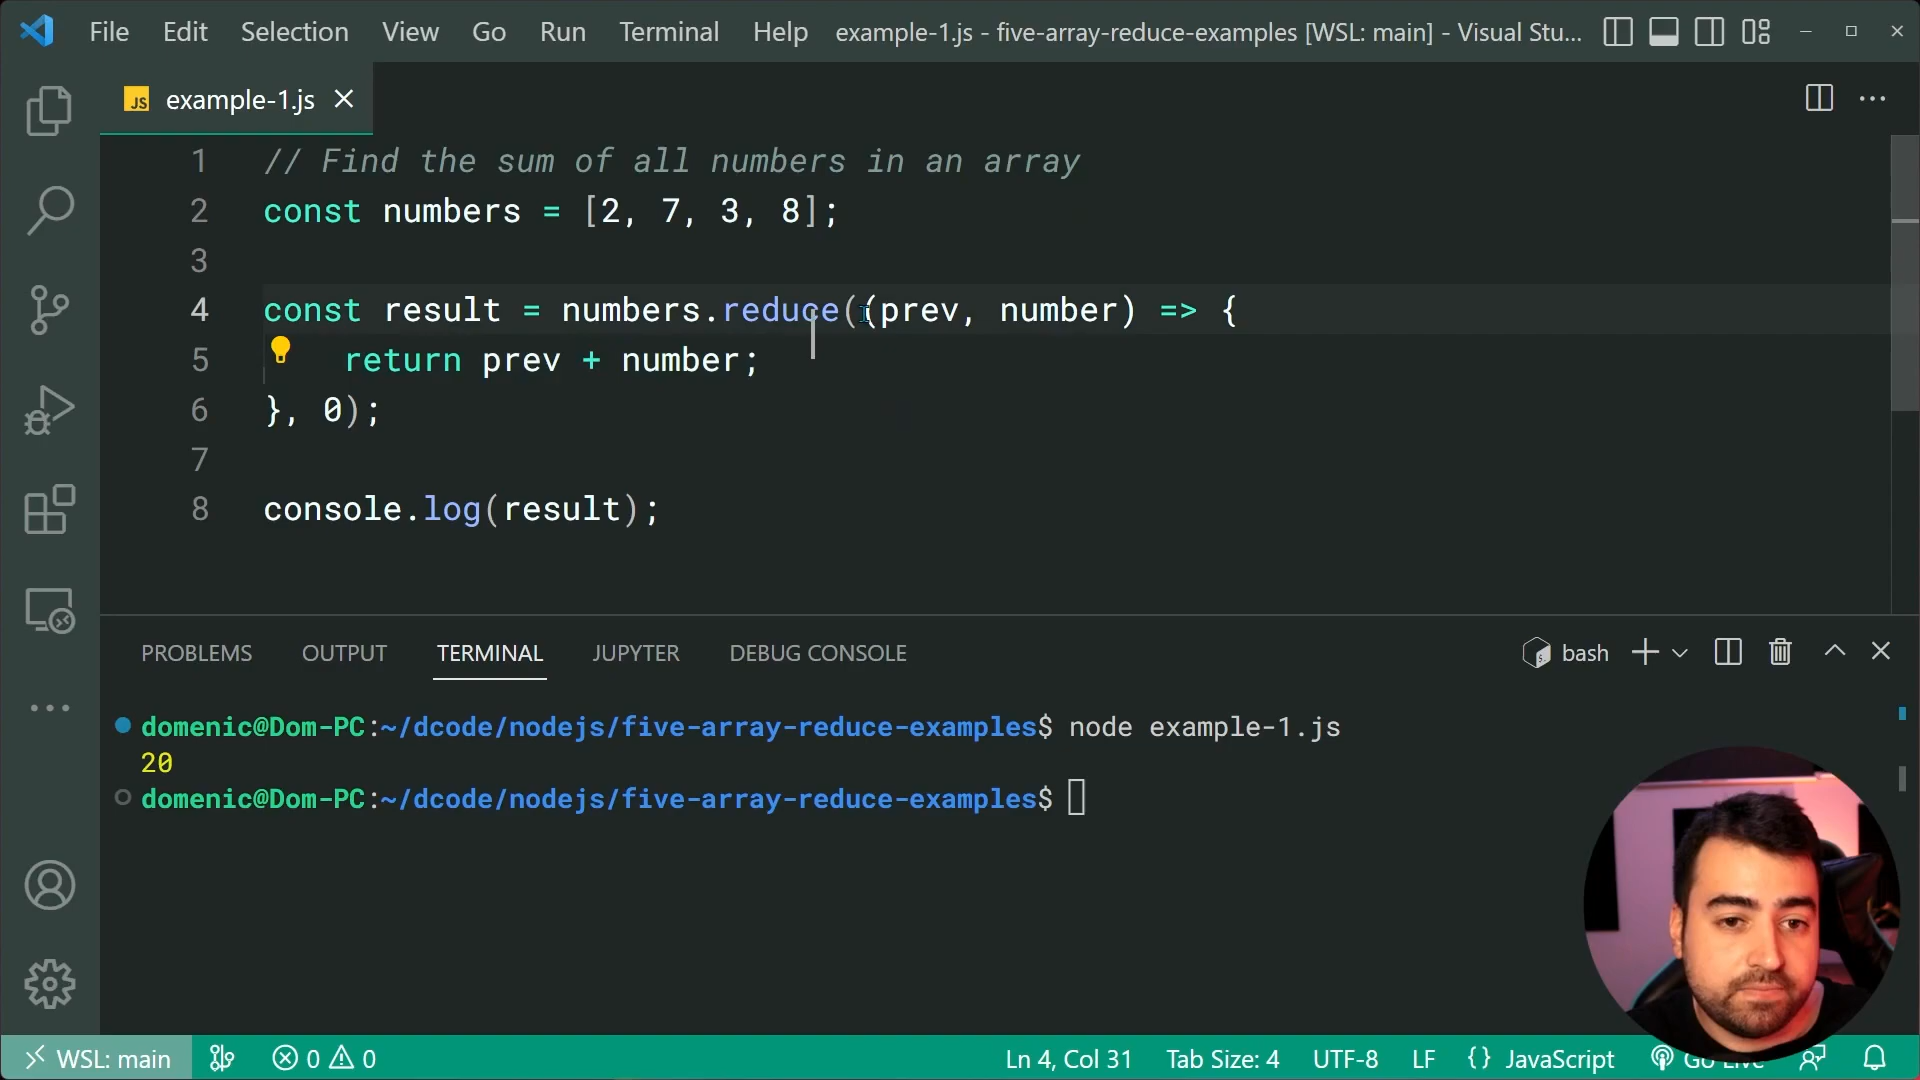 File Edit Selection View Go Run Terminal Help example-1.js - five-array-reduce-examples [WSL: main] - Visual Stu...
JS example-1.js
1 // Find the sum of all numbers in an array
2 const numbers = [2, 7, 3, 8];
3
4 const result = numbers.reduce((prev, number) => {
5 return prev + number;
6 }, 0);
7
8 console.log(result);
PROBLEMS OUTPUT TERMINAL JUPYTER DEBUG CONSOLE bash
domenic@Dom-PC:~/dcode/nodejs/five-array-reduce-examples$ node example-1.js
20
domenic@Dom-PC:~/dcode/nodejs/five-array-reduce-examples$
WSL: main 0 0 Ln 4, Col 31 Tab Size: 4 UTF-8 LF {} JavaScript Go Live